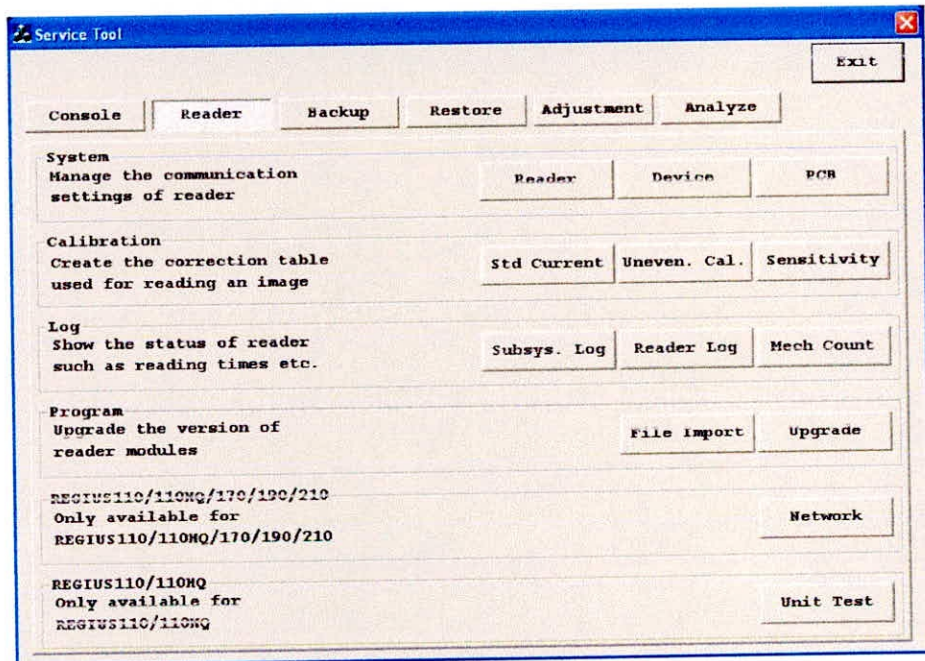 Service Tool
Exit
Console Reader Backup Restore Adjustment Analyze
System
Manage the communication
settings of reader
Reader Device PCB
Calibration
Create the correction table
used for reading an image
Std Current Uneven. Cal. Sensitivity
Log
Show the status of reader
such as reading times etc.
Subsys. Log Reader Log Mech Count
Program
Upgrade the version of
reader modules
File Import Upgrade
REGIUS110/110HQ/170/190/210
Only available for
REGIUS110/110HQ/170/190/210
Network
REGIUS110/110HQ
Only available for
REGIUS110/110HQ
Unit Test